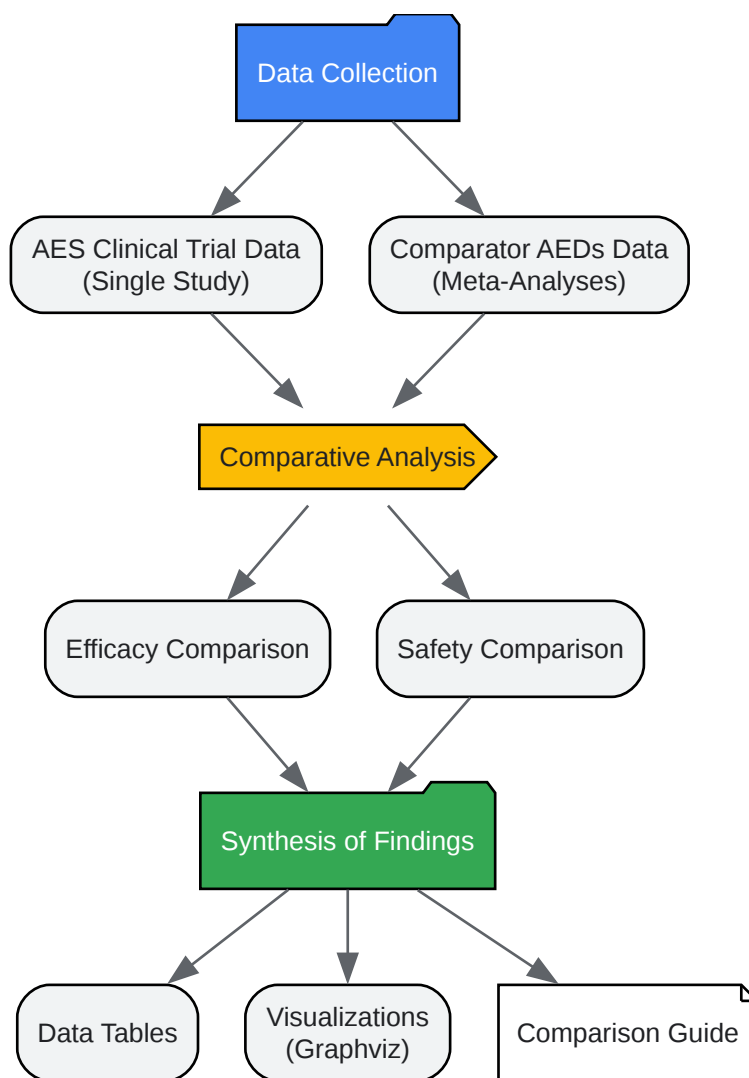 Data Collection
AES Clinical Trial Data
(Single Study)
Comparator AEDs Data
(Meta-Analyses)
Comparative Analysis
Efficacy Comparison
Safety Comparison
Synthesis of Findings
Data Tables
Visualizations
(Graphviz)
Comparison Guide